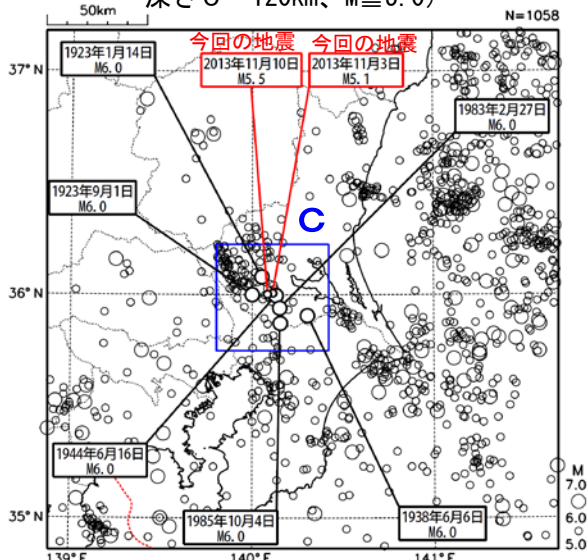 深さ0~120km、M≧5.0)
50km
N=1058
今回の地震
今回の地震
1923年1月14日
M6.0
2013年11月10日
M5.5
2013年11月3日
M5.1
37°N
1983年2月27日
M6.0
1923年9月1日
M6.0
C
36°N
1944年6月16日
M6.0
1985年10月4日
M6.0
1938年6月6日
M6.0
M
7.0
6.0
5.0
35°N
139°E
140°E
141°E